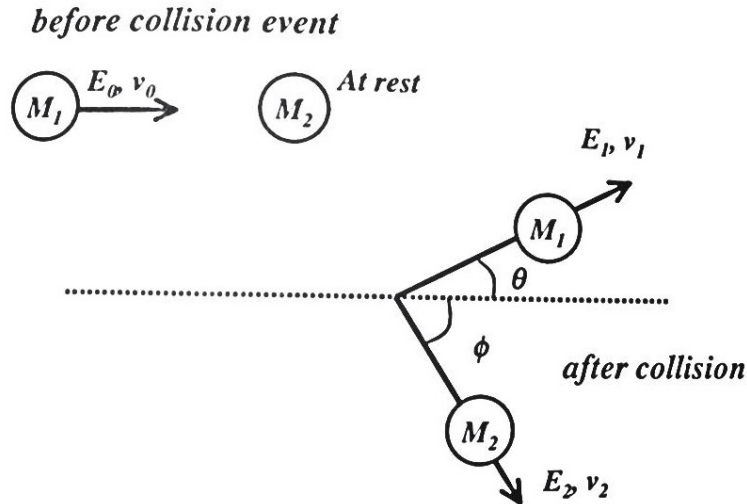 before collision event
E₀, v₀
At rest
M₁
M₂
E₁, v₁
M₁
θ
ϕ
after collision
M₂
E₂, v₂